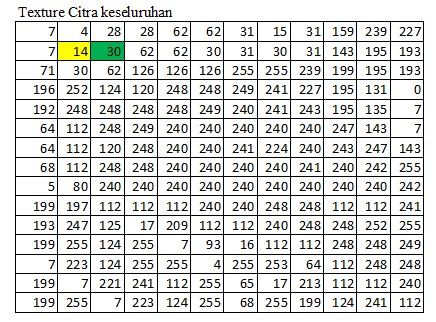 Texture Citra keseluruhan
7 4 28 28 62 62 31 15 31 159 239 227
7 14 30 62 62 30 31 30 31 143 195 193
71 30 62 126 126 126 255 255 239 199 195 193
196 252 124 120 248 248 249 241 227 195 131 0
192 248 248 248 248 249 240 241 243 195 135 7
64 112 248 249 240 240 240 240 240 247 143 7
64 112 120 248 240 240 241 224 240 243 247 143
68 112 248 248 240 240 240 240 241 240 242 255
5 80 240 240 240 240 240 240 240 240 240 242
199 197 112 112 112 240 240 248 248 112 112 241
193 247 125 17 209 112 112 240 248 248 252 255
199 255 124 255 7 93 16 112 112 248 248 249
7 223 124 255 255 4 255 253 64 112 248 248
199 7 221 241 112 255 65 17 213 112 112 240
199 255 7 223 124 255 68 255 199 124 241 112